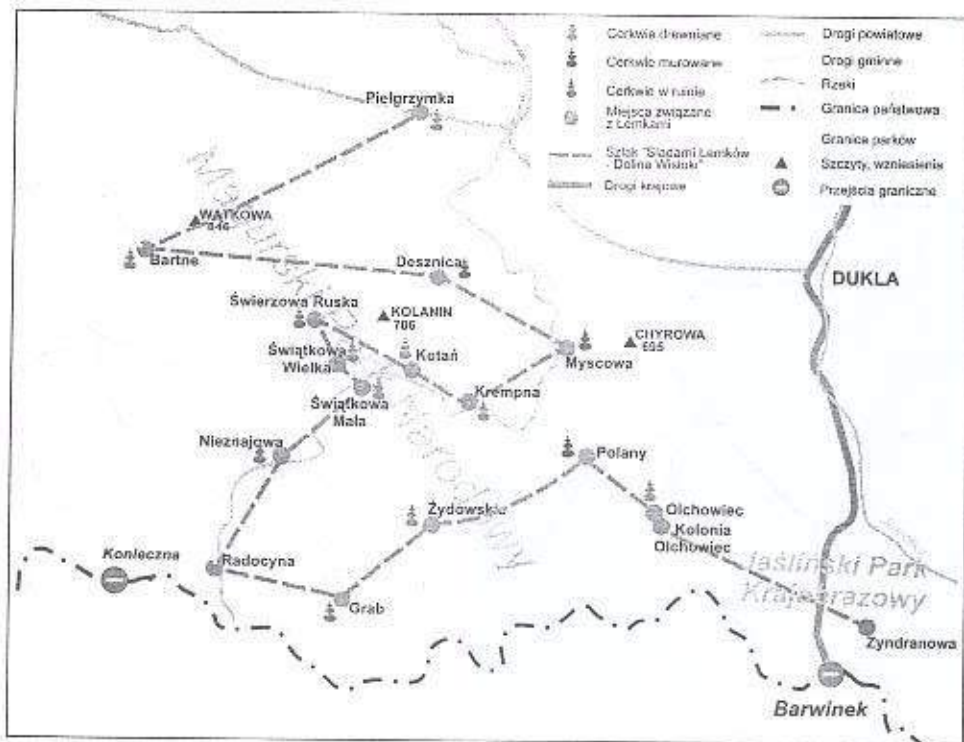 Cerkwie drewniane
Cerkwie murowane
Cerkwie w ruinie
Miejsca związane
z Łemkami
Szlak "Śladami Łemków
- Dolina Wisłoki"
Drogi krajowe
Drogi powiatowe
Drogi gminne
Rzeki
Granica państwowa
Granice parków
Szczyty, wzniesienia
Przejścia graniczne
Pielgrzymka
WĄTKOWA
846
Bartne
Desznica
DUKLA
Świerzowa Ruska
KOLANIN
706
CHYROWA
695
Świątkowa
Wielka
Kotań
Myscowa
Świątkowa
Mała
Krempna
Nieznajowa
Polany
Żydowskie
Olchowiec
Kolonia
Olchowiec
Konieczna
Radocyna
Grab
Jaśliński Park
Krajobrazowy
Zyndranowa
Barwinek